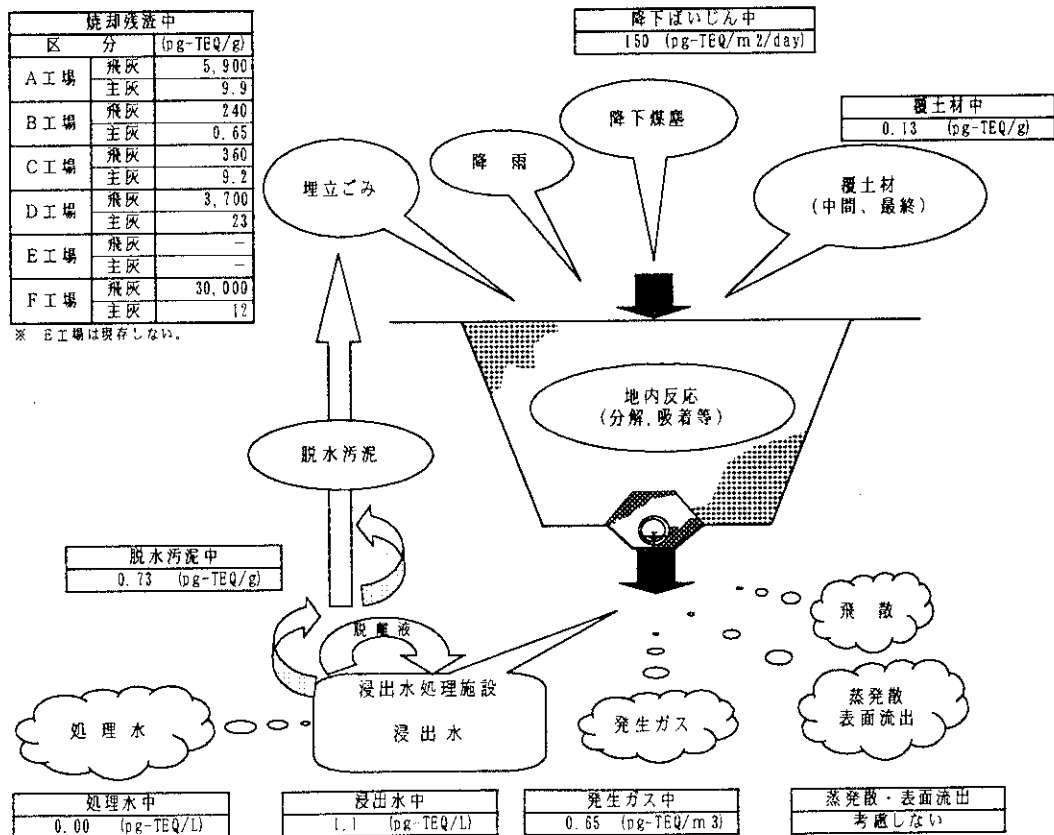 焼却残渣中
区 分 (pg-TEQ/g)
A工場 飛灰 5,900
主灰 9.9
B工場 飛灰 240
主灰 0.65
C工場 飛灰 360
主灰 9.2
D工場 飛灰 3,700
主灰 23
E工場 飛灰 −
主灰 −
F工場 飛灰 30,000
主灰 12
※ E工場は現存しない。
降下ばいじん中
150 (pg-TEQ/m2/day)
覆土材中
0.13 (pg-TEQ/g)
埋立ごみ
降 雨
降下煤塵
覆土材
(中間、最終)
地内反応
(分解、吸着等)
脱水汚泥
脱水汚泥中
0.73 (pg-TEQ/g)
脱離液
浸出水処理施設
浸出水
処 理 水
発生ガス
飛 散
蒸発散
表面流出
処理水中
0.00 (pg-TEQ/L)
浸出水中
1.1 (pg-TEQ/L)
発生ガス中
0.65 (pg-TEQ/m3)
蒸発散・表面流出
考慮しない